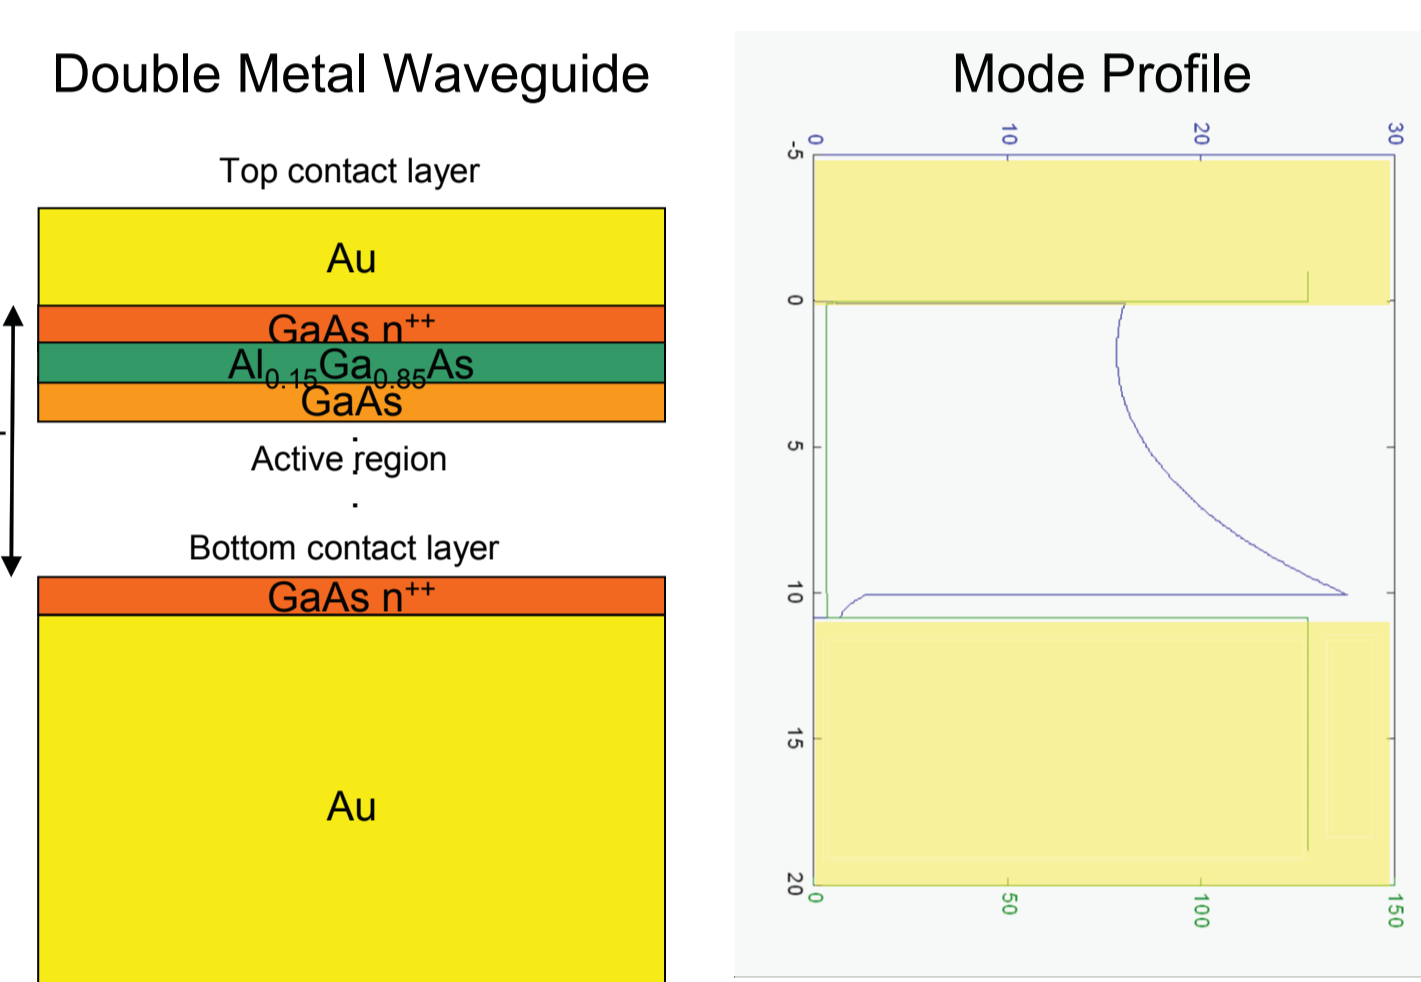 Double Metal Waveguide
Top contact layer
Au
GaAs n++
Al0.15Ga0.85As
GaAs
.
Active region
.
.
Bottom contact layer
GaAs n++
Au
Mode Profile
0
10
20
30
-5
0
5
10
15
20
0
50
100
150